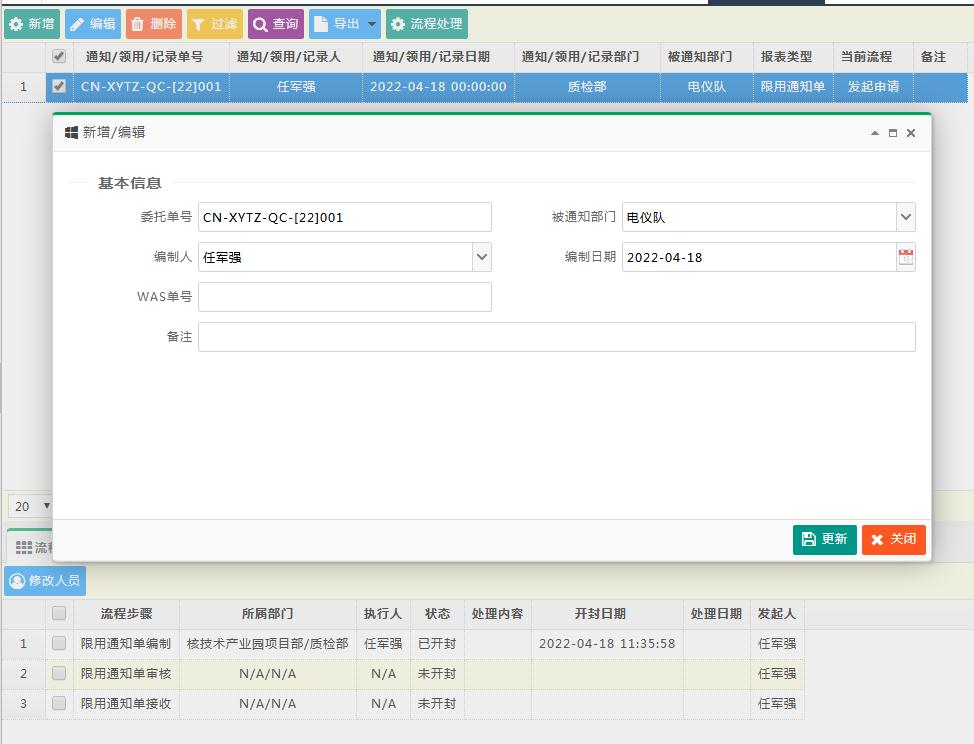 新增 编辑 删除 过滤 查询 导出 流程处理
通知/领用/记录单号 通知/领用/记录人 通知/领用/记录日期 通知/领用/记录部门 被通知部门 报表类型 当前流程 备注
1 CN-XYTZ-QC-[22]001 任军强 2022-04-18 00:00:00 质检部 电仪队 限用通知单 发起申请
新增/编辑
基本信息
委托单号 CN-XYTZ-QC-[22]001 被通知部门 电仪队
编制人 任军强 编制日期 2022-04-18
WAS单号
备注
20
更新 关闭
流
修改人员
流程步骤 所属部门 执行人 状态 处理内容 开封日期 处理日期 发起人
1 限用通知单编制 核技术产业园项目部/质检部 任军强 已开封 2022-04-18 11:35:58 任军强
2 限用通知单审核 N/A/N/A N/A 未开封 任军强
3 限用通知单接收 N/A/N/A N/A 未开封 任军强